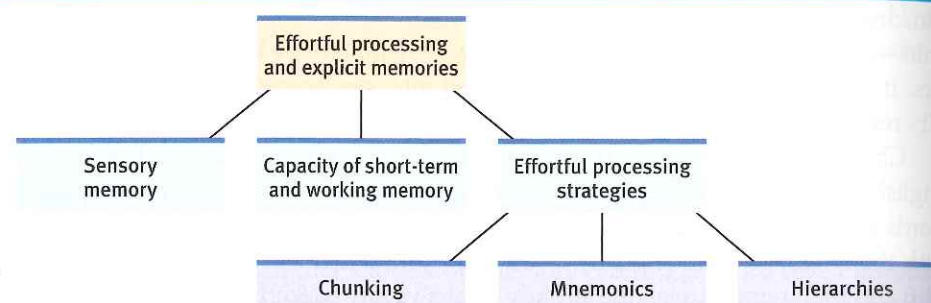 Effortful processing
and explicit memories
Sensory
memory
Capacity of short-term
and working memory
Effortful processing
strategies
Chunking
Mnemonics
Hierarchies